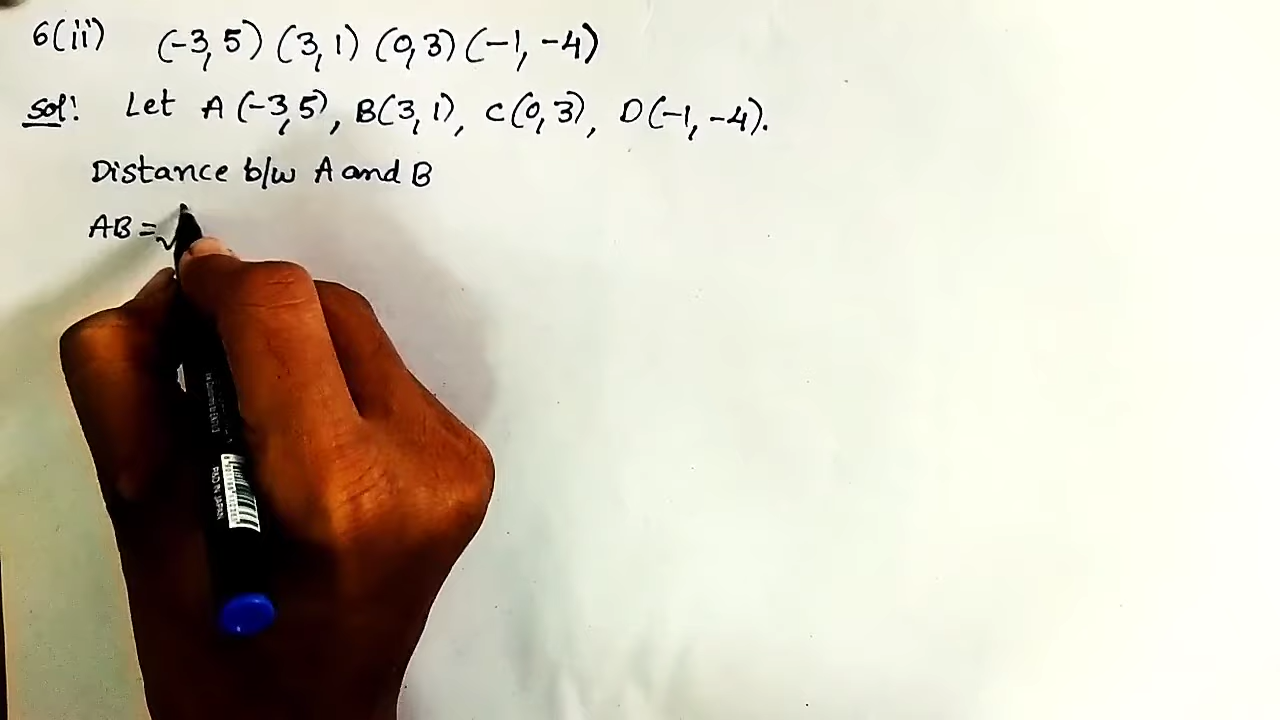 6(ii) (-3, 5) (3, 1) (0, 3) (-1, -4)
Sol: Let A (-3, 5), B(3, 1), C(0, 3), D(-1, -4).
Distance b/w A and B
AB = √